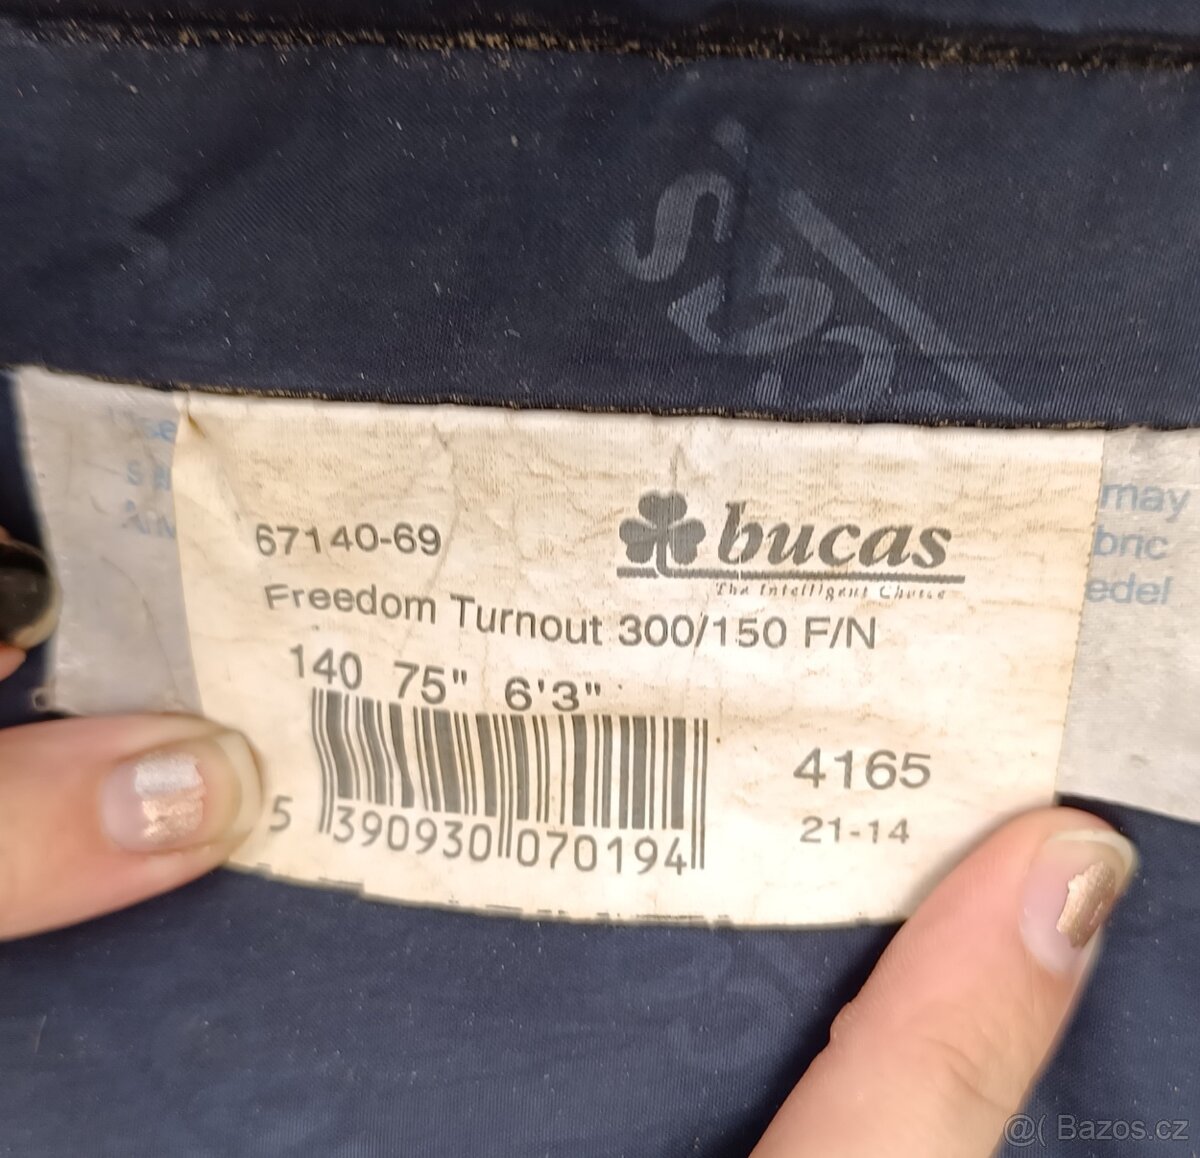 67140-69
bucas
The Intelligent Choice
Freedom Turnout 300/150 F/N
140 75" 6'3"
4165
21-14
5 390930 070194
may
bric
edel
@( Bazos.cz